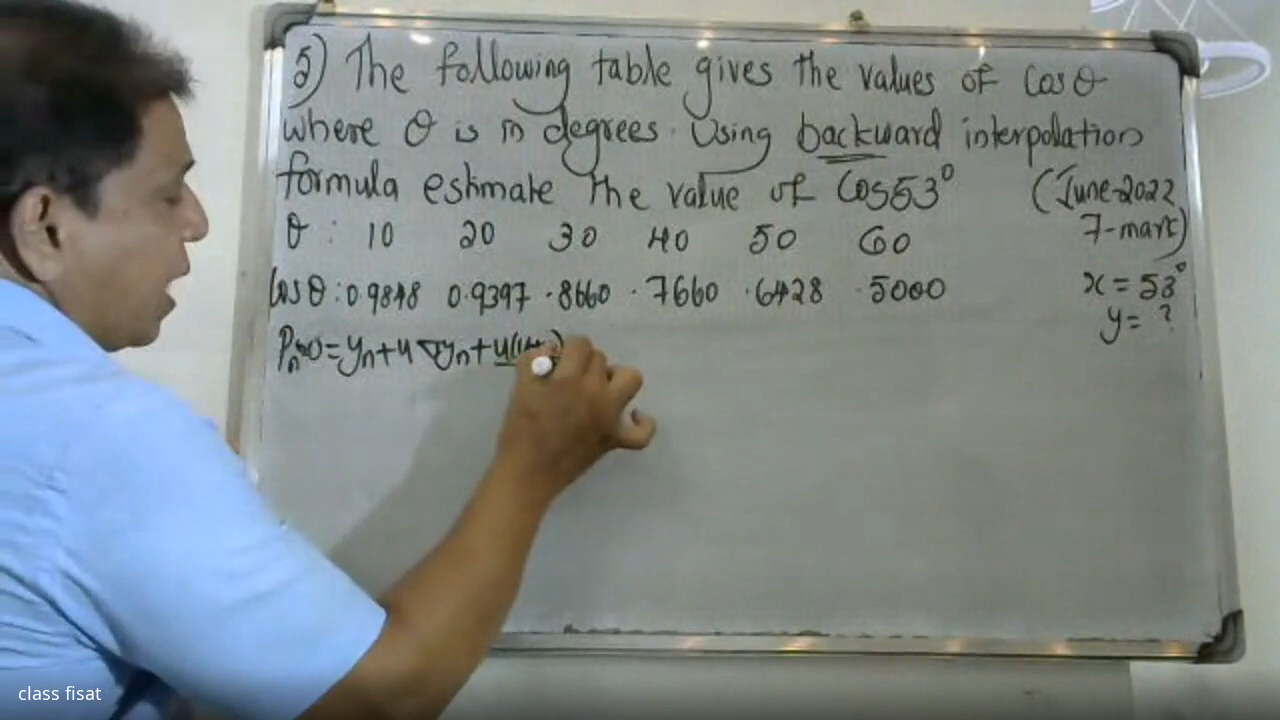 5) The following table gives the values of Cos θ
where θ is in degrees. Using backward interpolation
formula estimate the value of Cos 53°
(June-2022
7-mark)
θ : 10 20 30 40 50 60
Cos θ : 0.9848 0.9397 .8660 .7660 .6428 .5000
x = 53°
y = ?
Pn(x) = yn + u ∇yn + u(1+u)
class fisat